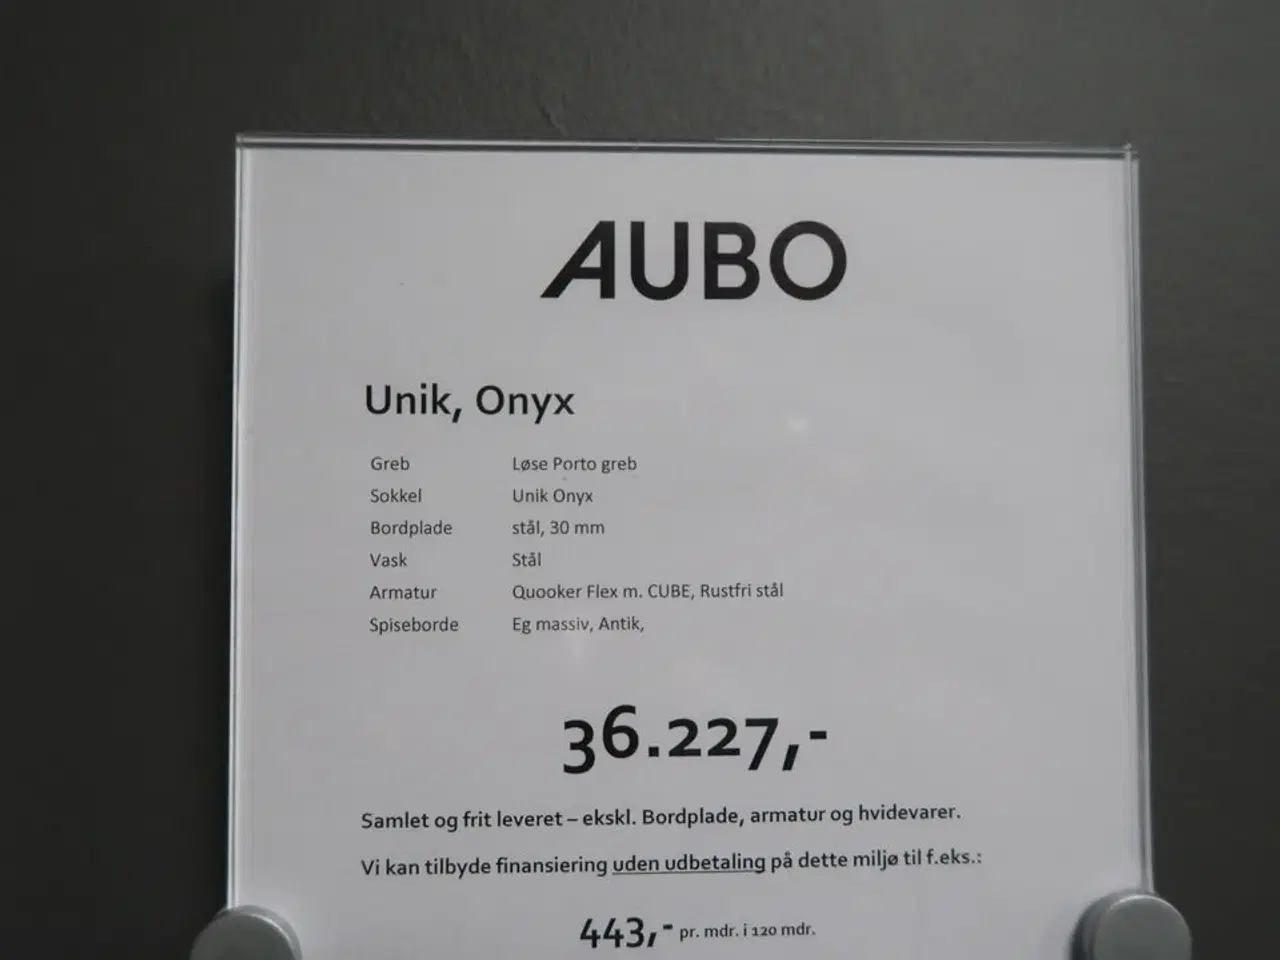 AUBO
Unik, Onyx
Greb Løse Porto greb
Sokkel Unik Onyx
Bordplade stål, 30 mm
Vask Stål
Armatur Quooker Flex m. CUBE, Rustfri stål
Spiseborde Eg massiv, Antik,
36.227,-
Samlet og frit leveret – ekskl. Bordplade, armatur og hvidevarer.
Vi kan tilbyde finansiering uden udbetaling på dette miljø til f.eks.:
443,- pr. mdr. i 120 mdr.